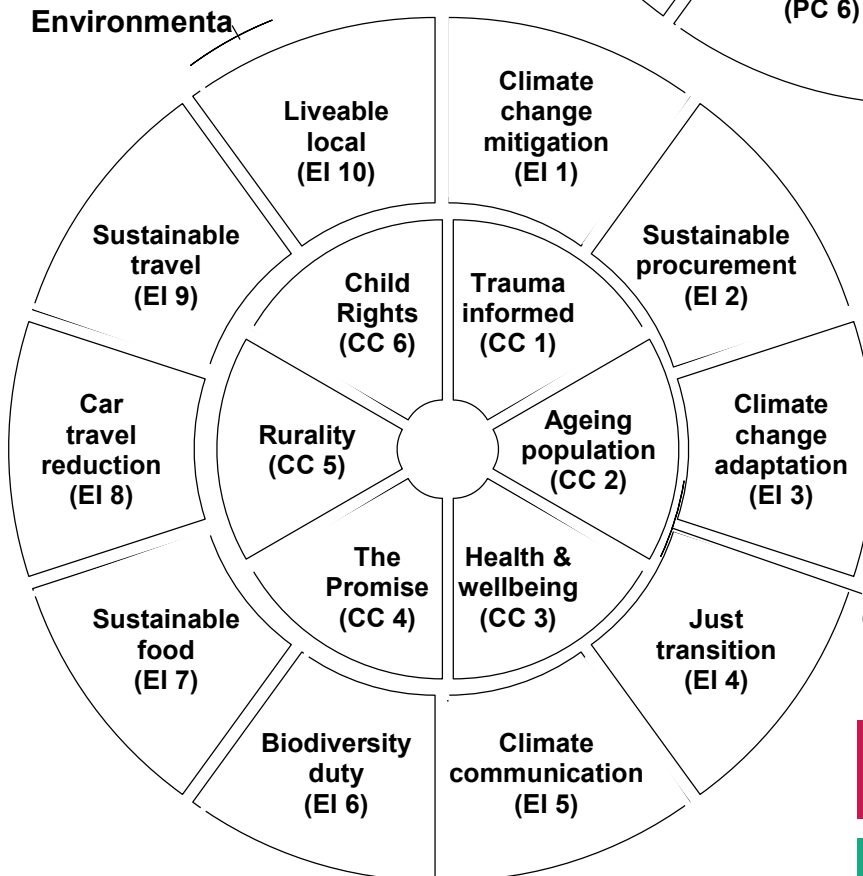 Environmenta
(PC 6)
Climate
change
mitigation
(EI 1)
Sustainable
procurement
(EI 2)
Climate
change
adaptation
(EI 3)
Just
transition
(EI 4)
Climate
communication
(EI 5)
Biodiversity
duty
(EI 6)
Sustainable
food
(EI 7)
Car
travel
reduction
(EI 8)
Sustainable
travel
(EI 9)
Liveable
local
(EI 10)
Trauma
informed
(CC 1)
Ageing
population
(CC 2)
Health &
wellbeing
(CC 3)
The
Promise
(CC 4)
Rurality
(CC 5)
Child
Rights
(CC 6)